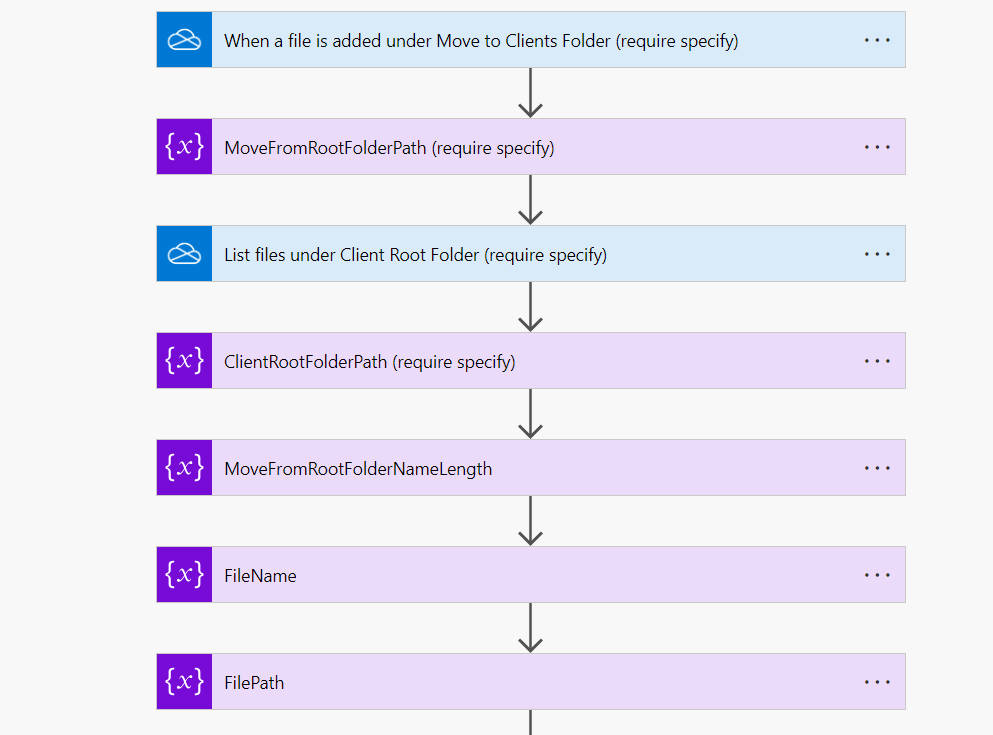 When a file is added under Move to Clients Folder (require specify)
{x} MoveFromRootFolderPath (require specify)
List files under Client Root Folder (require specify)
{x} ClientRootFolderPath (require specify)
{x} MoveFromRootFolderNameLength
{x} FileName
{x} FilePath